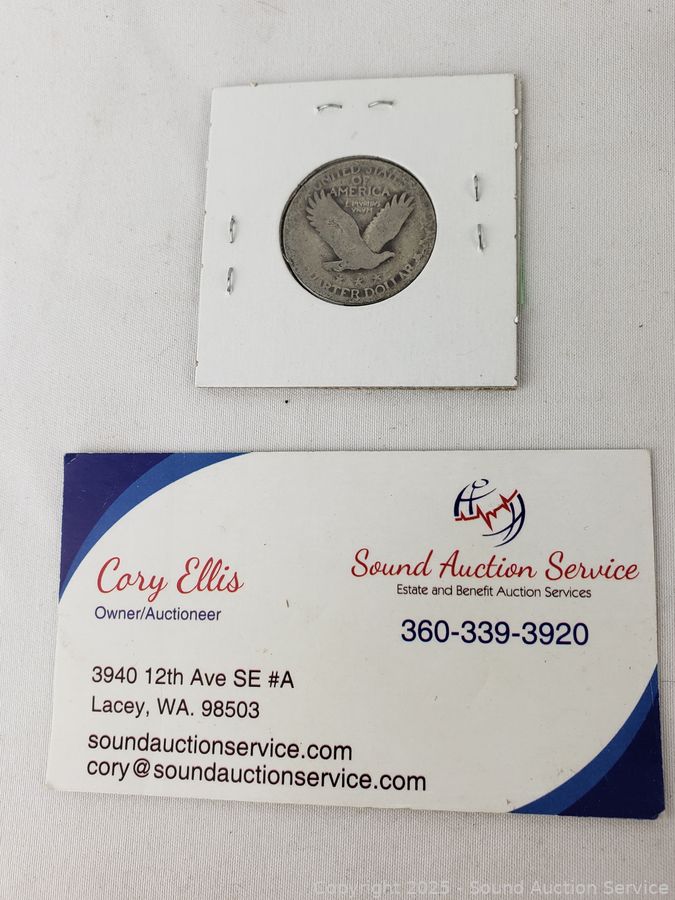 UNITED STATES
OF
AMERICA
E PLURIBUS
UNUM
QUARTER DOLLAR
Cory Ellis
Owner/Auctioneer
3940 12th Ave SE #A
Lacey, WA. 98503
soundauctionservice.com
cory@soundauctionservice.com
Sound Auction Service
Estate and Benefit Auction Services
360-339-3920
Copyright 2025 - Sound Auction Service